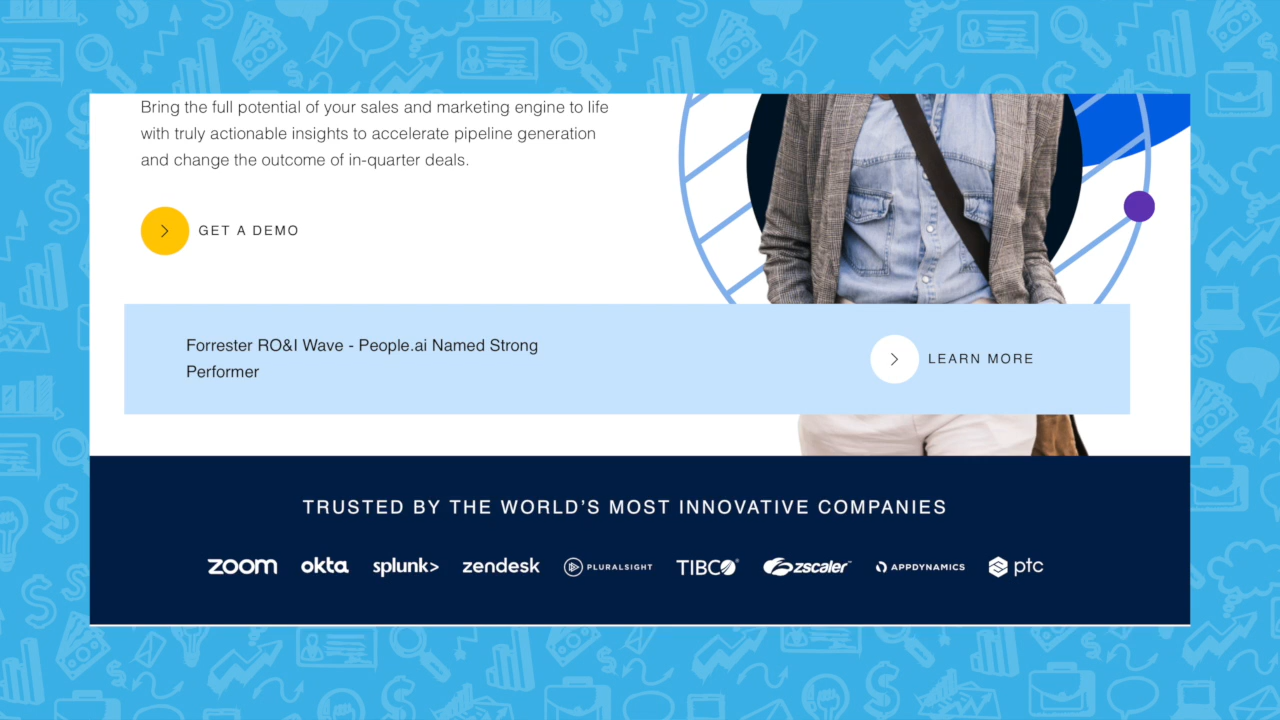 Bring the full potential of your sales and marketing engine to life
with truly actionable insights to accelerate pipeline generation
and change the outcome of in-quarter deals.
GET A DEMO
Forrester RO&I Wave - People.ai Named Strong
Performer
LEARN MORE
TRUSTED BY THE WORLD’S MOST INNOVATIVE COMPANIES
zoom okta splunk> zendesk PLURALSIGHT TIBCO® zscaler™ APPDYNAMICS ptc